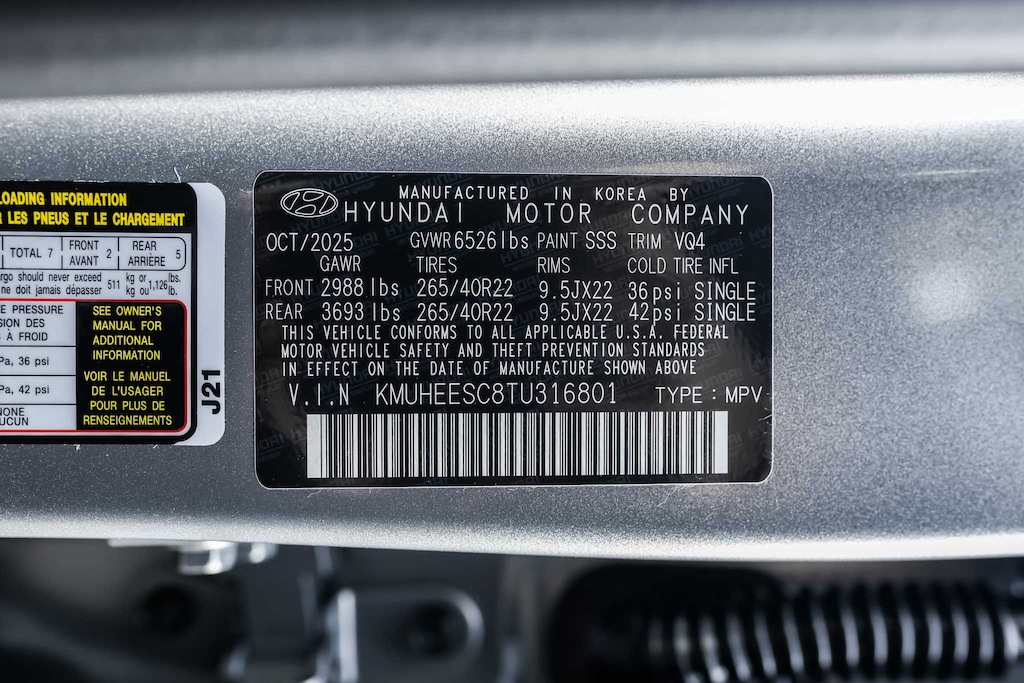 LOADING INFORMATION
R LES PNEUS ET LE CHARGEMENT
TOTAL 7 FRONT AVANT 2 REAR ARRIÈRE 5
rgo should never exceed 511 kg or 1,126 lbs.
ne doit jamais dépasser kg ou lb.
E PRESSURE
SION DES
S À FROID
Pa, 36 psi
Pa, 42 psi
NONE
UCUN
SEE OWNER'S
MANUAL FOR
ADDITIONAL
INFORMATION
VOIR LE MANUEL
DE L'USAGER
POUR PLUS DE
RENSEIGNEMENTS
J21
MANUFACTURED IN KOREA BY
HYUNDAI MOTOR COMPANY
OCT/2025 GVWR 6526 lbs PAINT SSS TRIM VQ4
GAWR TIRES RIMS COLD TIRE INFL
FRONT 2988 lbs 265/40R22 9.5JX22 36 psi SINGLE
REAR 3693 lbs 265/40R22 9.5JX22 42 psi SINGLE
THIS VEHICLE CONFORMS TO ALL APPLICABLE U.S.A. FEDERAL
MOTOR VEHICLE SAFETY AND THEFT PREVENTION STANDARDS
IN EFFECT ON THE DATE OF MANUFACTURE SHOWN ABOVE
V.I.N KMUHEESC8TU316801 TYPE : MPV